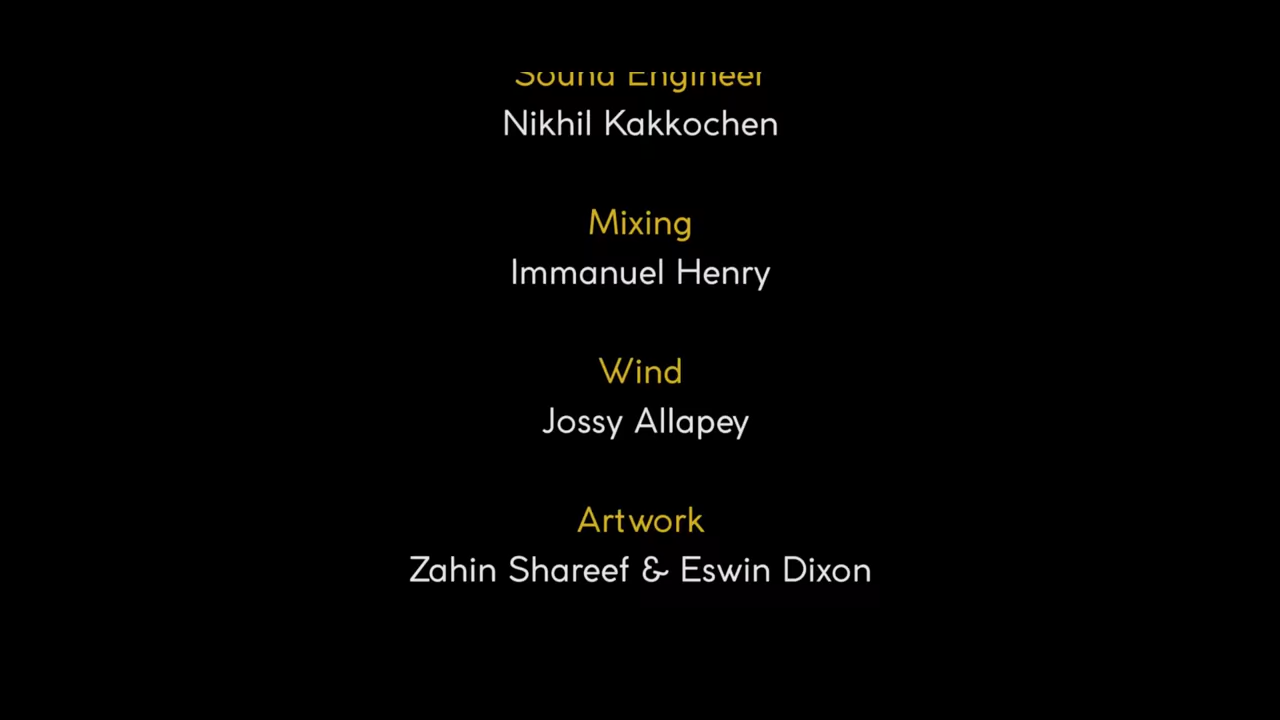 Sound Engineer
Nikhil Kakkochen
Mixing
Immanuel Henry
Wind
Jossy Allapey
Artwork
Zahin Shareef & Eswin Dixon